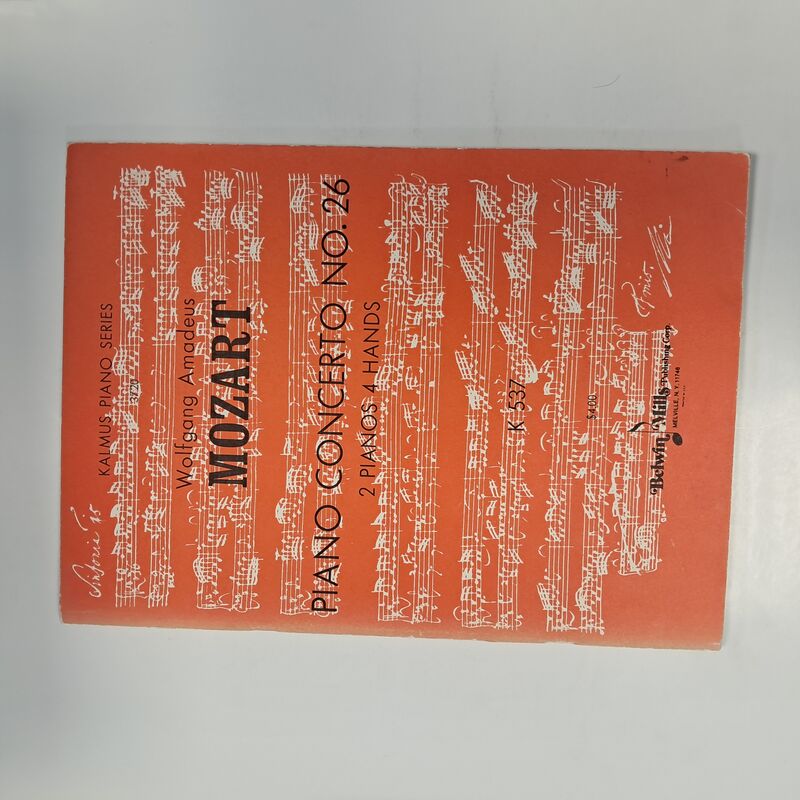 KALMUS PIANO SERIES
3720
Wolfgang Amadeus
MOZART
PIANO CONCERTO NO. 26
2 PIANOS 4 HANDS
K. 537
$4.00
Belwin Mills
Publishing Corp.
MELVILLE, N.Y. 11746